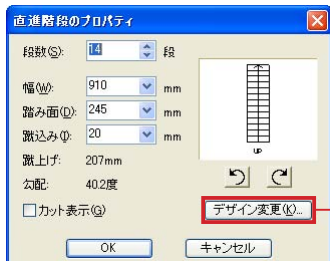 直進階段のプロパティ
段数(S): 14 段
幅(W): 910 mm
踏み面(D): 245 mm
蹴込み(I): 20 mm
蹴上げ: 207mm
勾配: 40.2度
カット表示(G)
UP
デザイン変更(K)...
OK キャンセル